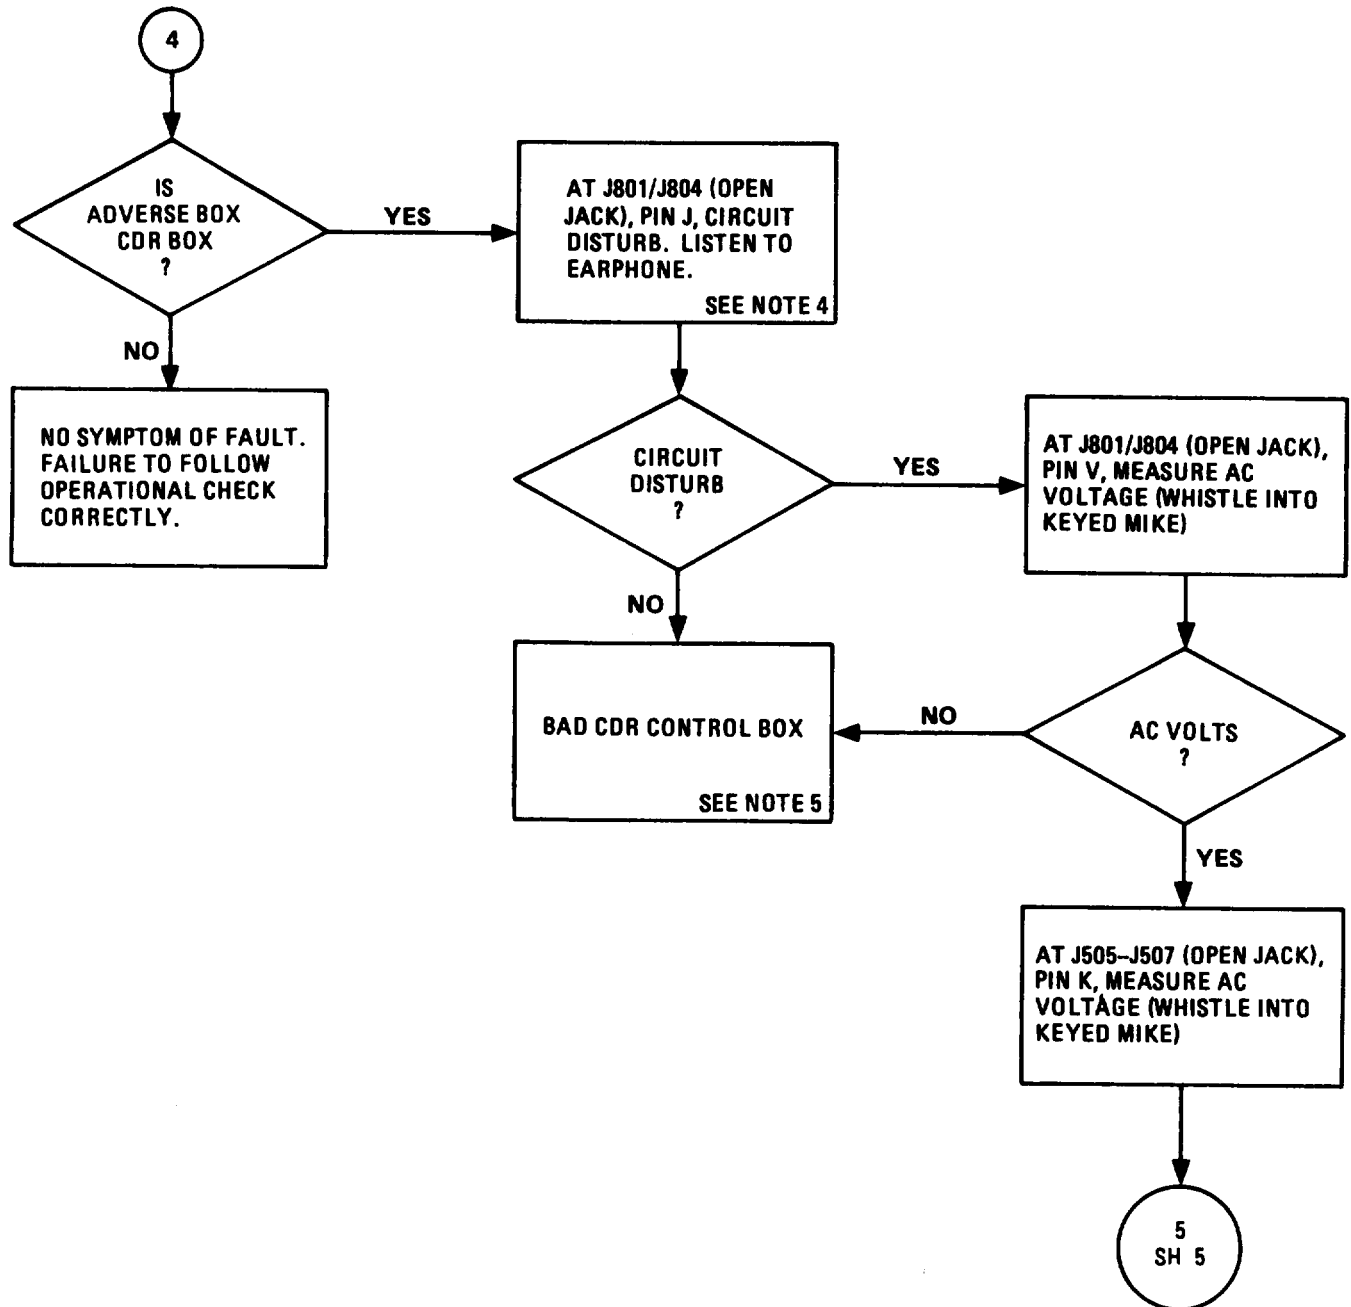 4
IS
ADVERSE BOX
CDR BOX
?
YES
AT J801/J804 (OPEN
JACK), PIN J, CIRCUIT
DISTURB. LISTEN TO
EARPHONE.
SEE NOTE 4
NO
NO SYMPTOM OF FAULT.
FAILURE TO FOLLOW
OPERATIONAL CHECK
CORRECTLY.
CIRCUIT
DISTURB
?
YES
AT J801/J804 (OPEN JACK),
PIN V, MEASURE AC
VOLTAGE (WHISTLE INTO
KEYED MIKE)
NO
BAD CDR CONTROL BOX
SEE NOTE 5
NO
AC VOLTS
?
YES
AT J505–J507 (OPEN JACK),
PIN K, MEASURE AC
VOLTAGE (WHISTLE INTO
KEYED MIKE)
5
SH 5